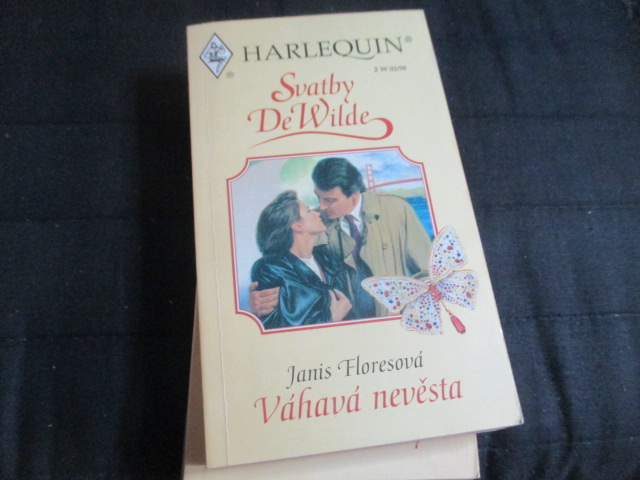 HARLEQUIN®
®
Svatby
DeWilde
Janis Floresová
Váhavá nevěsta